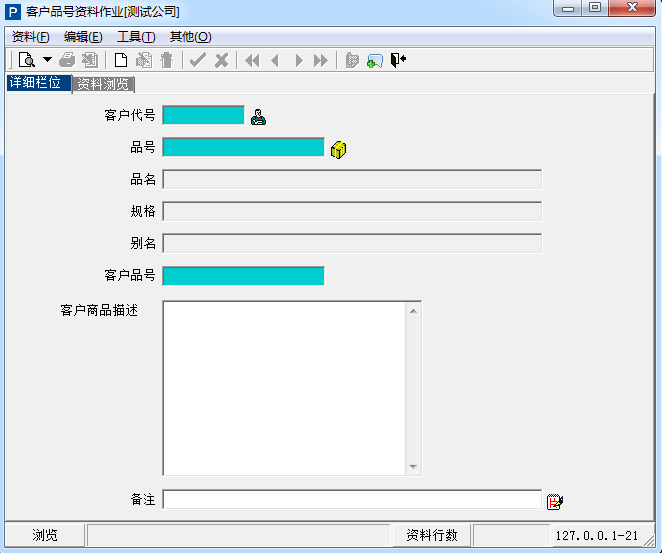 P 客户品号资料作业[测试公司]
资料(F) 编辑(E) 工具(T) 其他(O)
详细栏位 资料浏览
客户代号
品号
品名
规格
别名
客户品号
客户商品描述
备注
浏览 资料行数 127.0.0.1-21